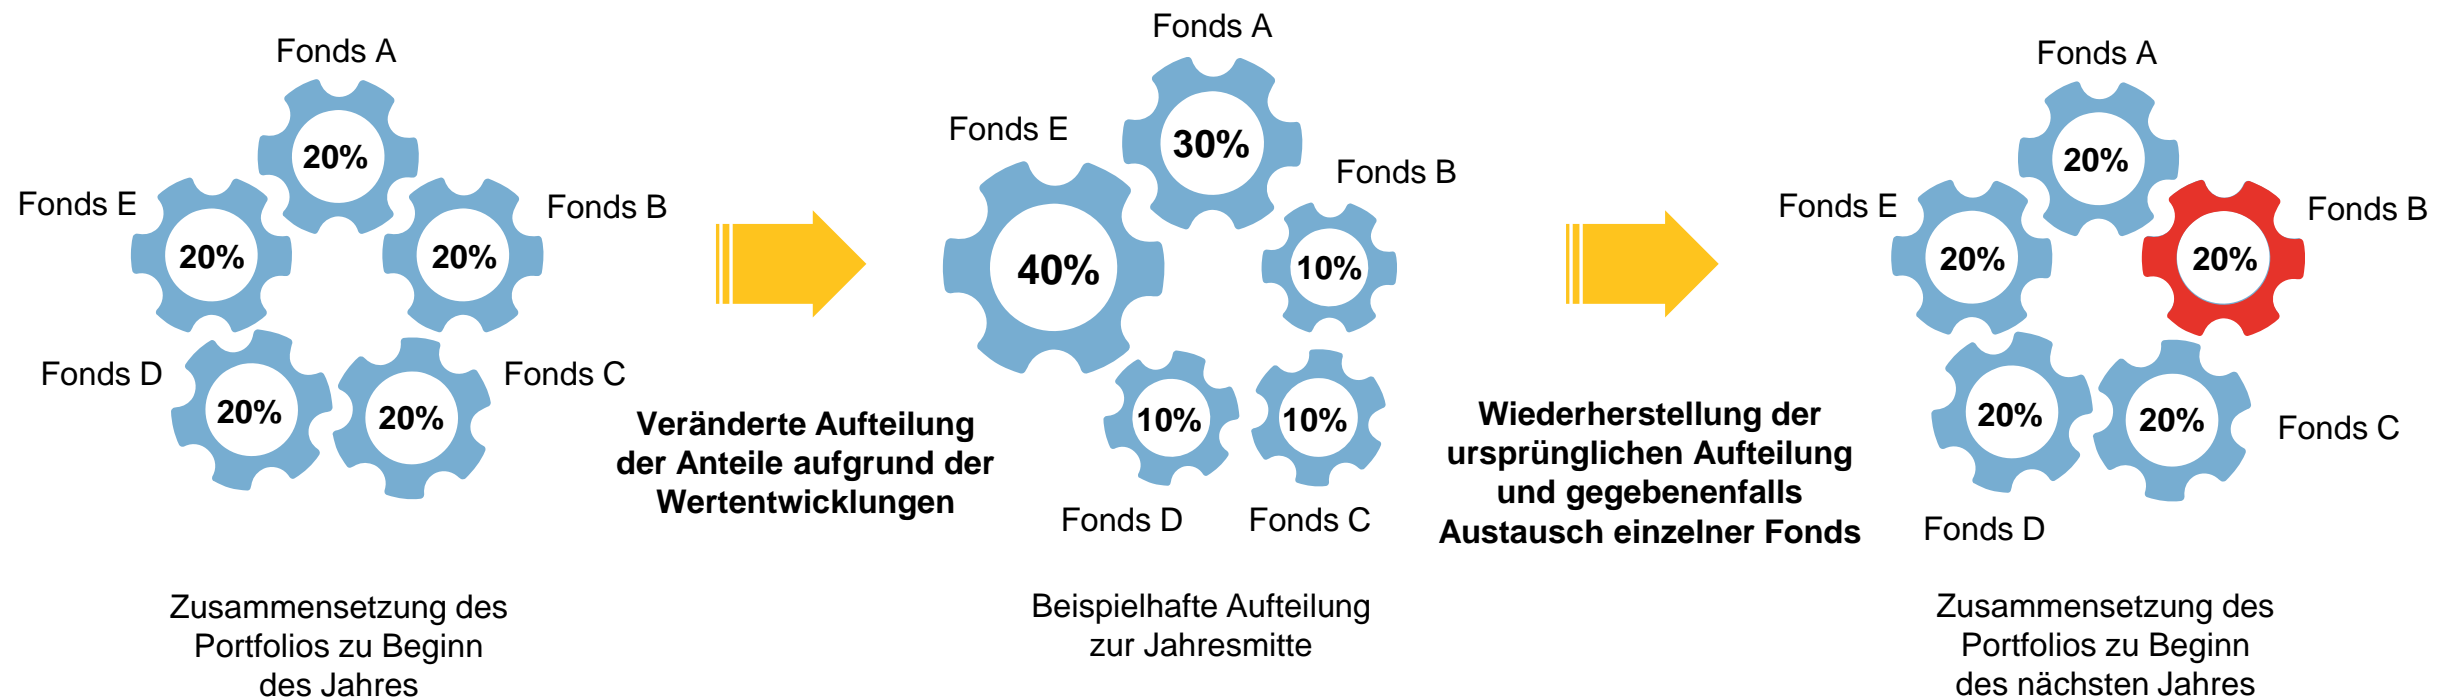 Fonds A
20%
Fonds E
20%
Fonds B
20%
Fonds D
20%
Fonds C
20%
Zusammensetzung des
Portfolios zu Beginn
des Jahres
Veränderte Aufteilung
der Anteile aufgrund der
Wertentwicklungen
Fonds A
30%
Fonds E
40%
Fonds B
10%
10%
10%
Fonds D
Fonds C
Beispielhafte Aufteilung
zur Jahresmitte
Wiederherstellung der
ursprünglichen Aufteilung
und gegebenenfalls
Austausch einzelner Fonds
Fonds A
20%
Fonds E
20%
Fonds B
20%
20%
20%
Fonds C
Fonds D
Zusammensetzung des
Portfolios zu Beginn
des nächsten Jahres